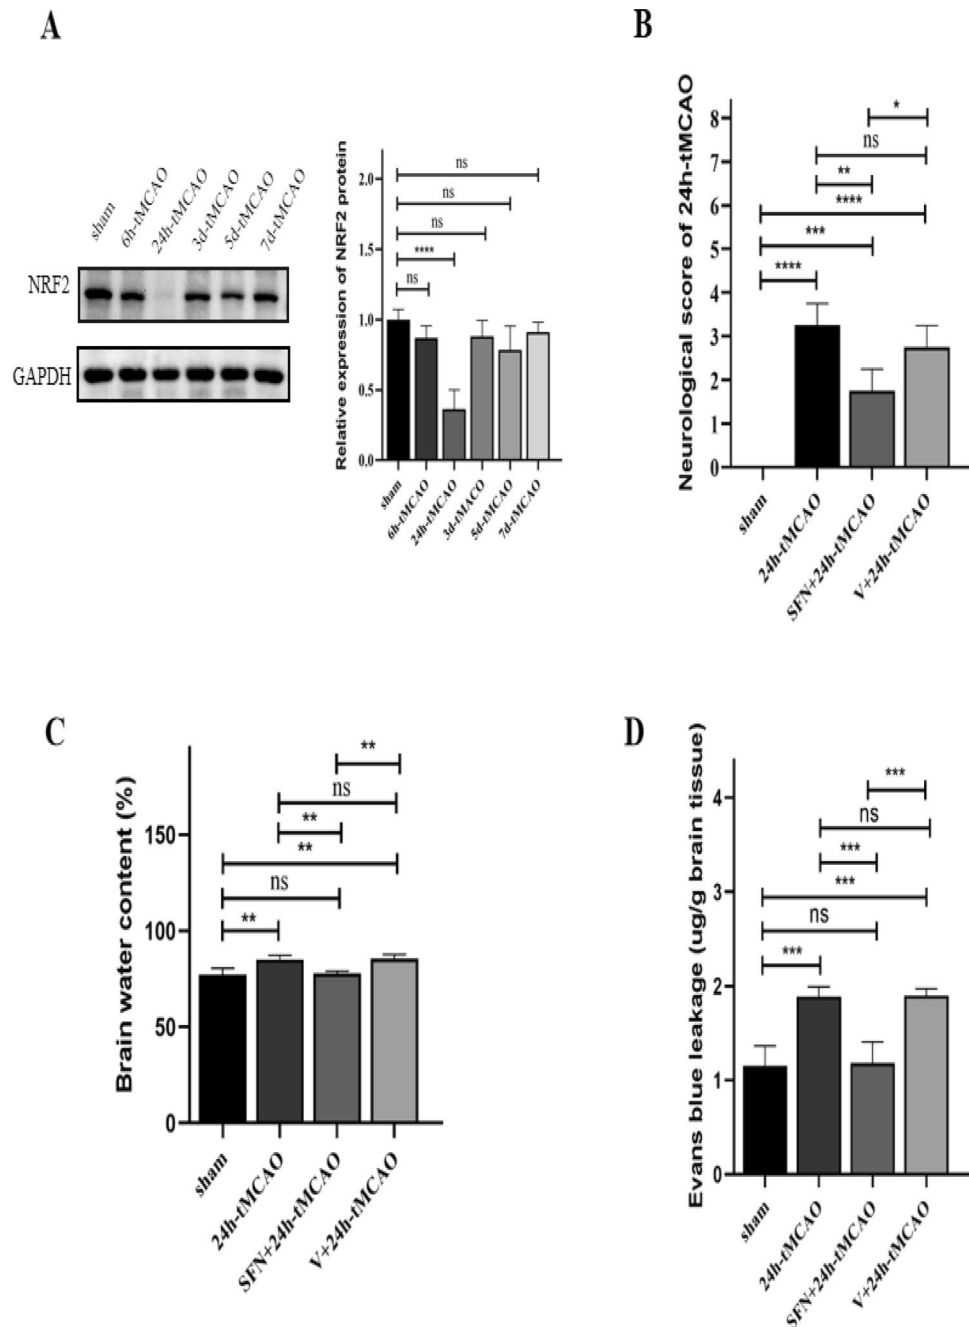 A
sham
6h-tMCAO
24h-tMCAO
3d-tMCAO
5d-tMCAO
7d-tMCAO
NRF2
GAPDH
Relative expression of NRF2 protein
2.0
1.5
1.0
0.5
0.0
ns
ns
ns
****
ns
sham
6h-tMCAO
24h-tMCAO
3d-tMACO
5d-tMCAO
7d-tMCAO
B
Neurological score of 24h-tMCAO
8
7
6
5
4
3
2
1
0
*
ns
**
****
***
****
sham
24h-tMCAO
SFN+24h-tMCAO
V+24h-tMCAO
C
Brain water content (%)
150
100
50
0
**
ns
**
**
ns
**
sham
24h-tMCAO
SFN+24h-tMCAO
V+24h-tMCAO
D
Evans blue leakage (ug/g brain tissue)
4
3
2
1
0
***
ns
***
***
ns
***
sham
24h-tMCAO
SFN+24h-tMCAO
V+24h-tMCAO